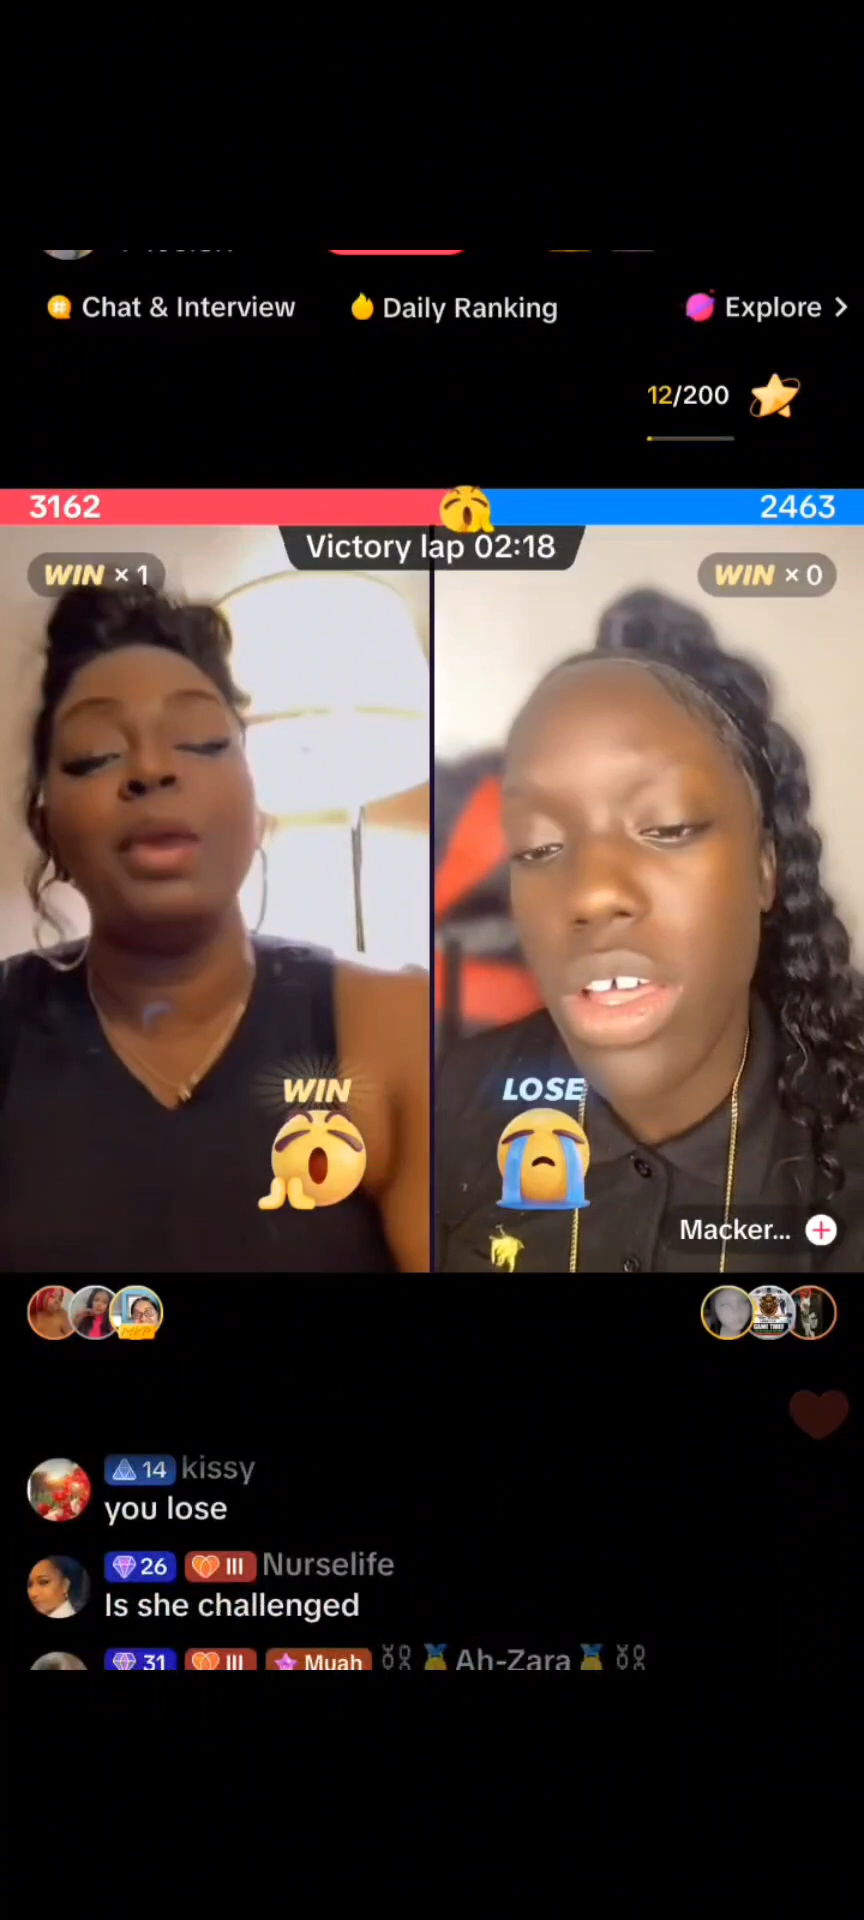 Chat & Interview
Daily Ranking
Explore >
12/200
3162
2463
Victory lap 02:18
WIN × 1
WIN × 0
WIN
LOSE
Macker...
14 kissy
you lose
26 III Nurselife
Is she challenged
31 III Muah Ah-Zara